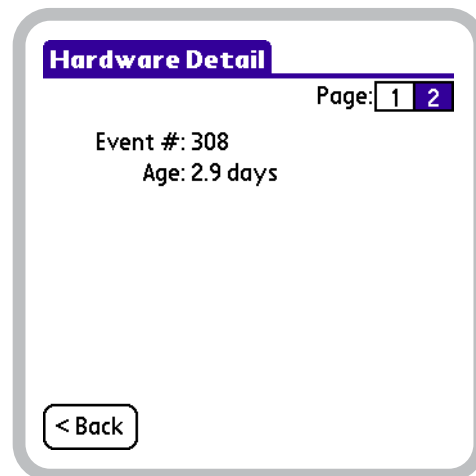 Hardware Detail
Page: 1 2
Event #: 308
Age: 2.9 days
< Back